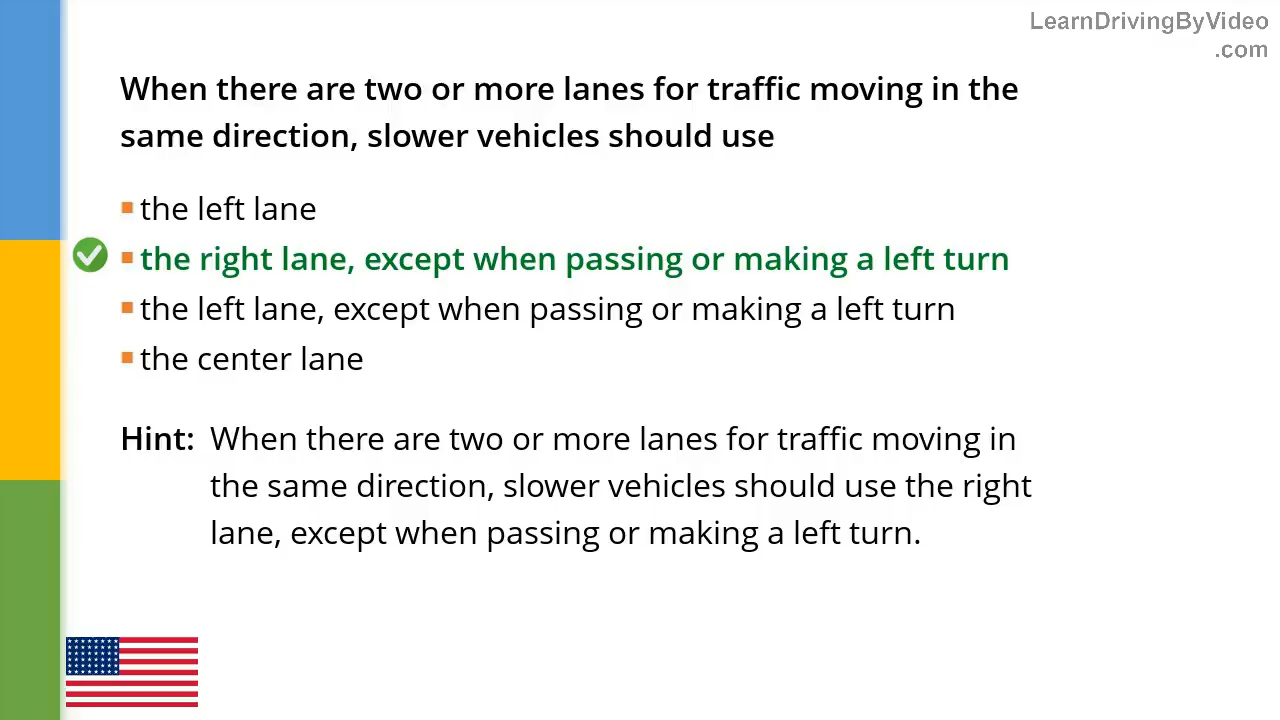 LearnDrivingByVideo
.com
When there are two or more lanes for traffic moving in the
same direction, slower vehicles should use
the left lane
the right lane, except when passing or making a left turn
the left lane, except when passing or making a left turn
the center lane
Hint: When there are two or more lanes for traffic moving in
the same direction, slower vehicles should use the right
lane, except when passing or making a left turn.